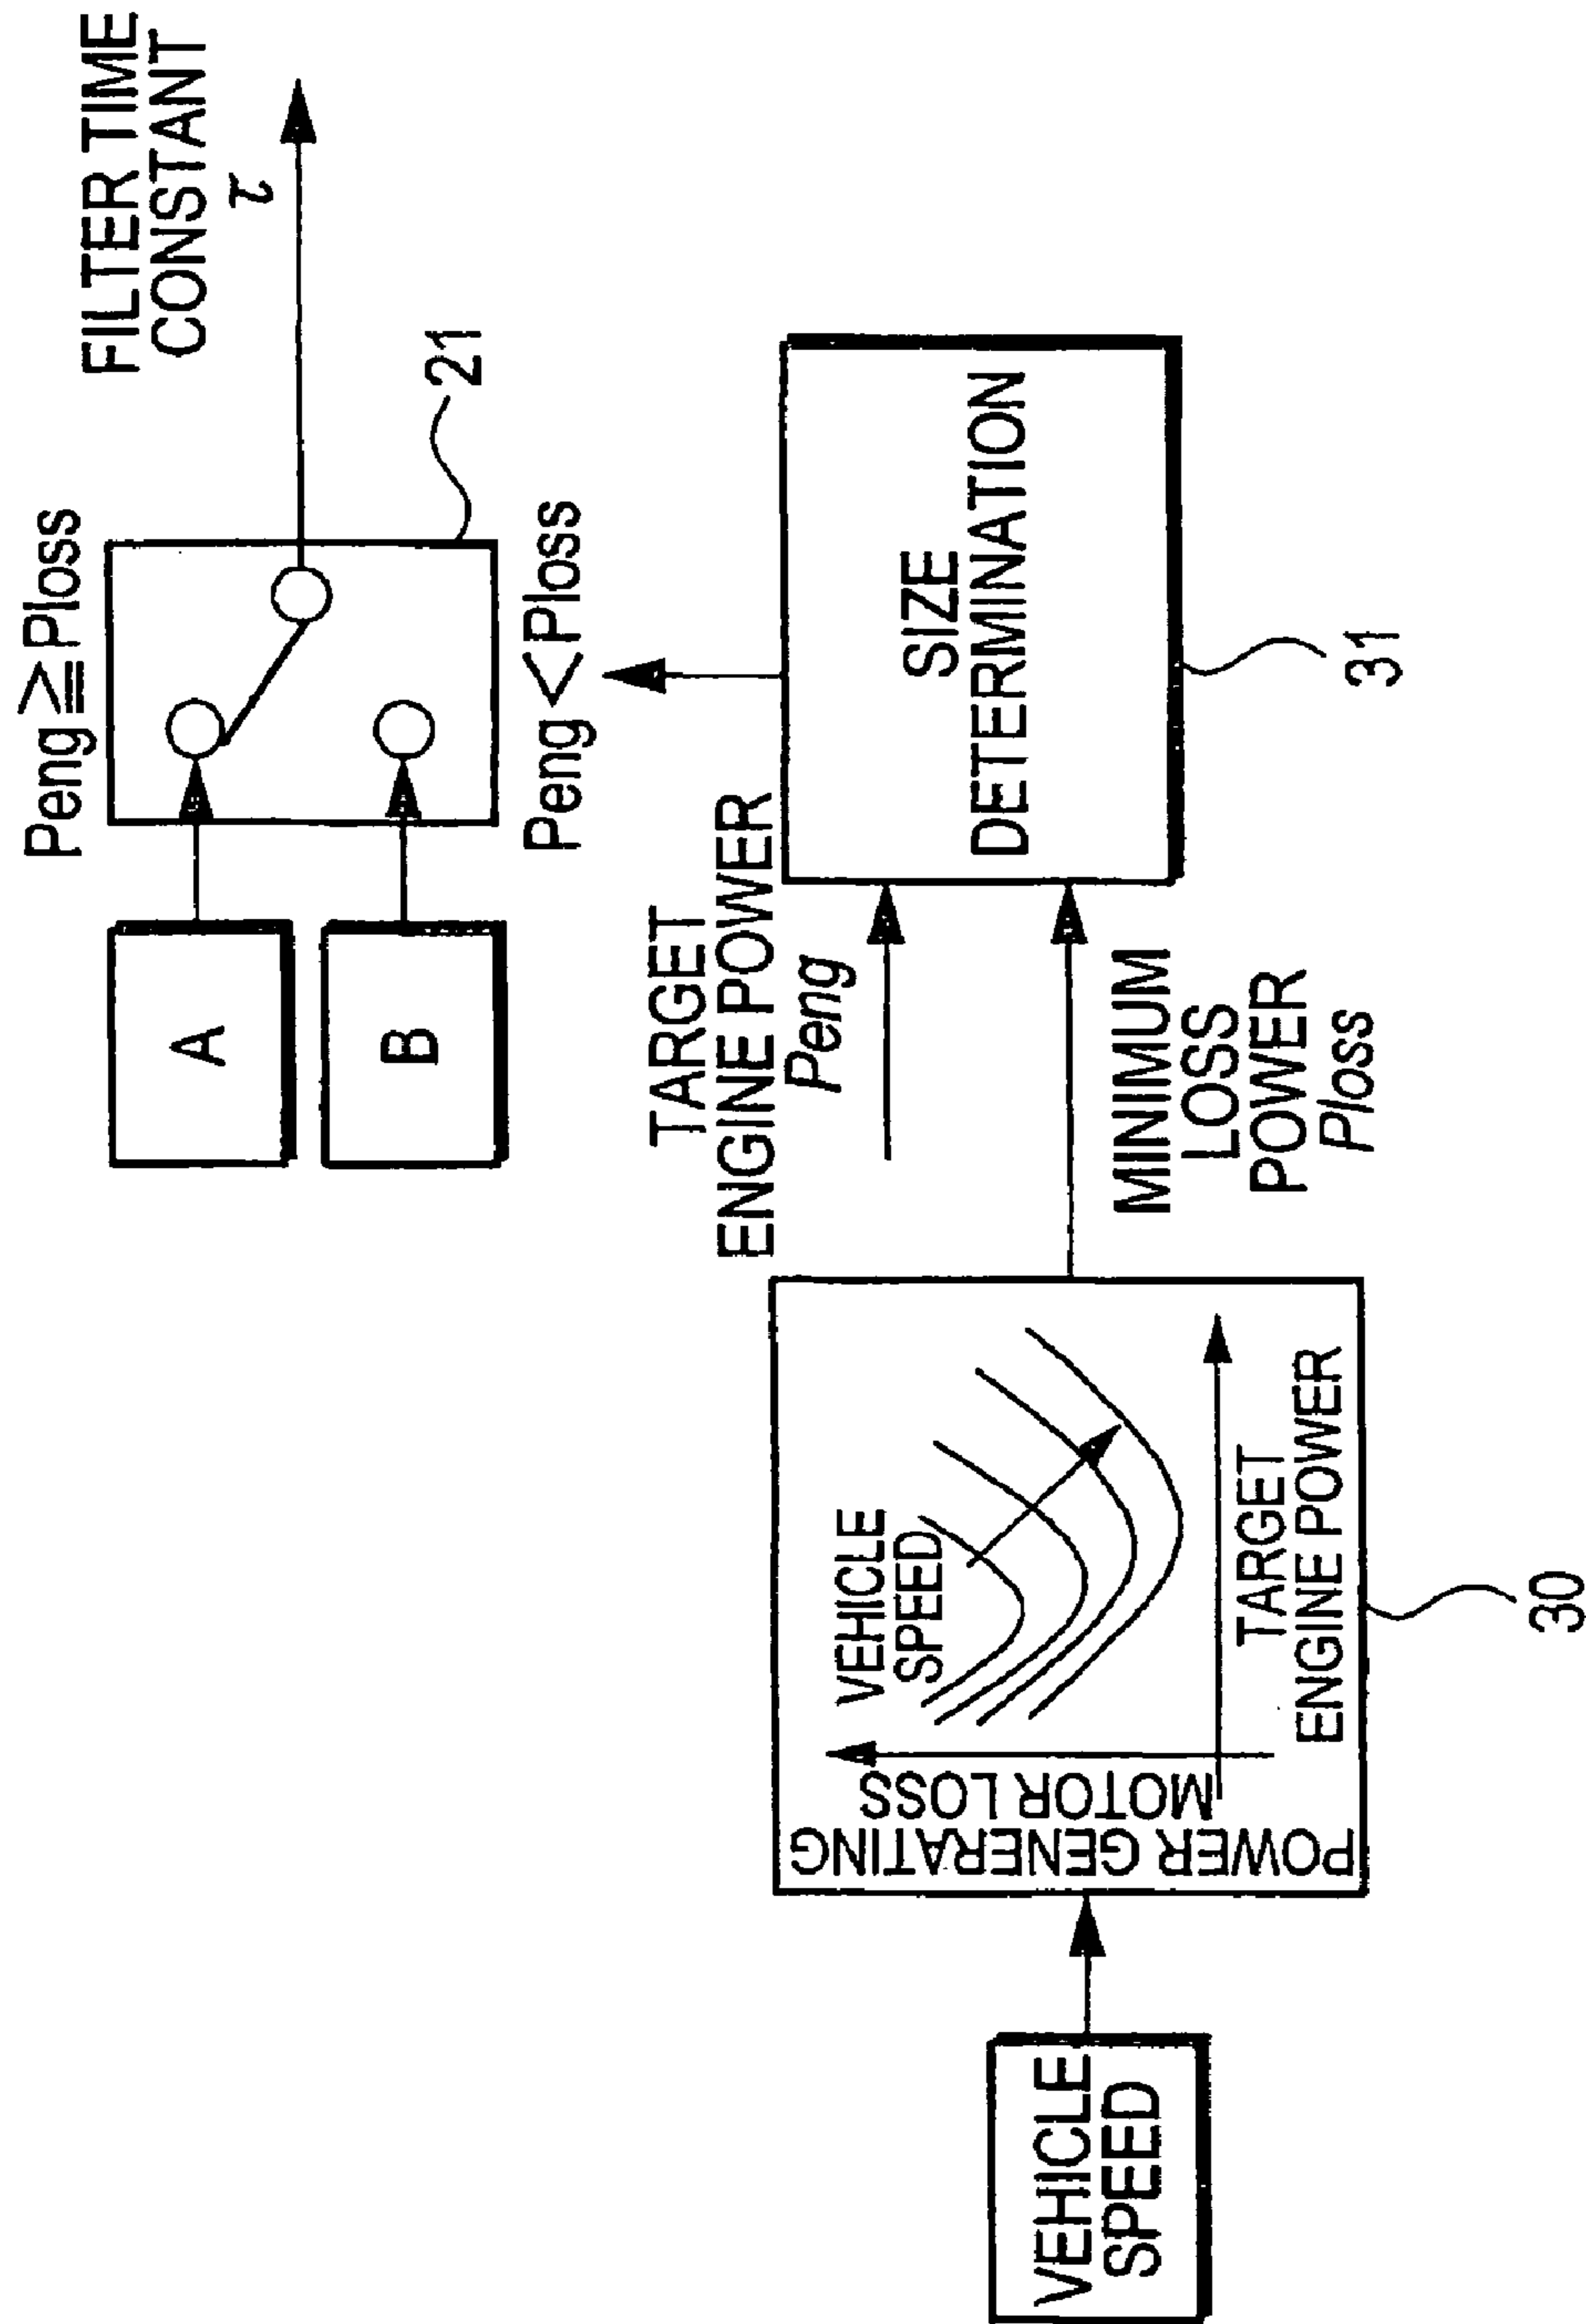 FILTER TIME
CONSTANT
τ
Peng ≧ Ploss
21
A
B
Peng < Ploss
TARGET
ENGINE POWER
Peng
SIZE
DETERMINATION
31
MINIMUM
LOSS
POWER
Ploss
VEHICLE
SPEED
POWER GENERATING
MOTOR LOSS
TARGET
ENGINE POWER
30
VEHICLE
SPEED